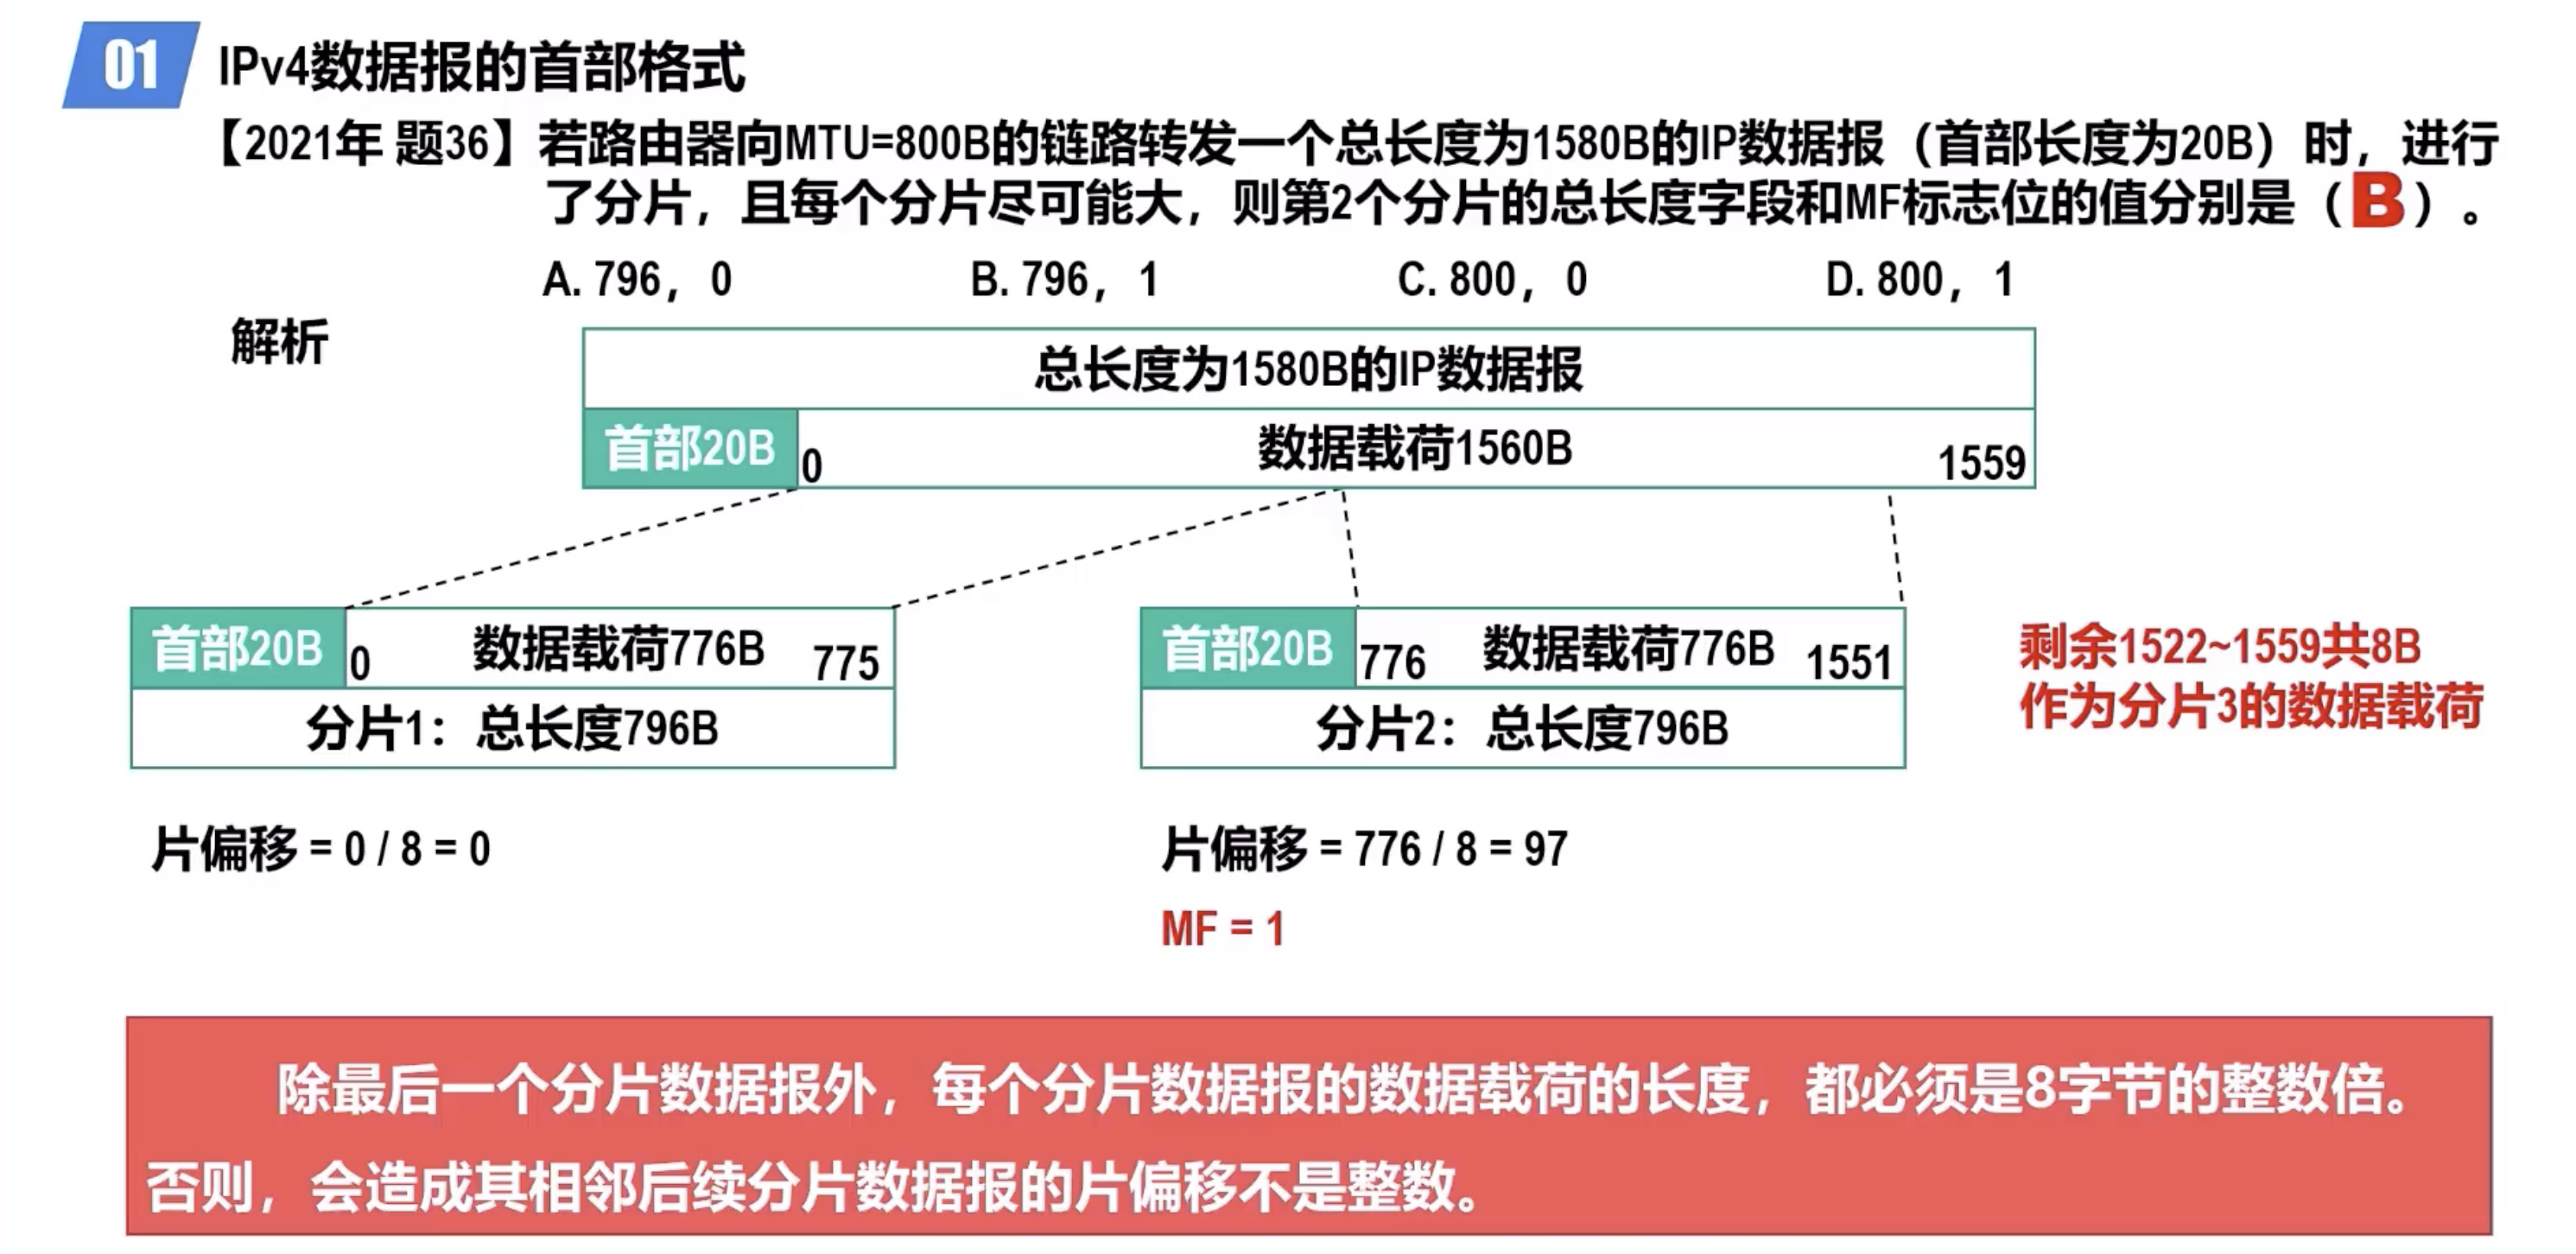 01 IPv4数据报的首部格式
【2021年 题36】若路由器向MTU=800B的链路转发一个总长度为1580B的IP数据报（首部长度为20B）时，进行
了分片，且每个分片尽可能大，则第2个分片的总长度字段和MF标志位的值分别是（B）。
A. 796，0 B. 796，1 C. 800，0 D. 800，1
解析
总长度为1580B的IP数据报
首部20B 0 数据载荷1560B 1559
首部20B 0 数据载荷776B 775
分片1：总长度796B
首部20B 776 数据载荷776B 1551
分片2：总长度796B
剩余1522~1559共8B
作为分片3的数据载荷
片偏移 = 0 / 8 = 0
片偏移 = 776 / 8 = 97
MF = 1
除最后一个分片数据报外，每个分片数据报的数据载荷的长度，都必须是8字节的整数倍。
否则，会造成其相邻后续分片数据报的片偏移不是整数。